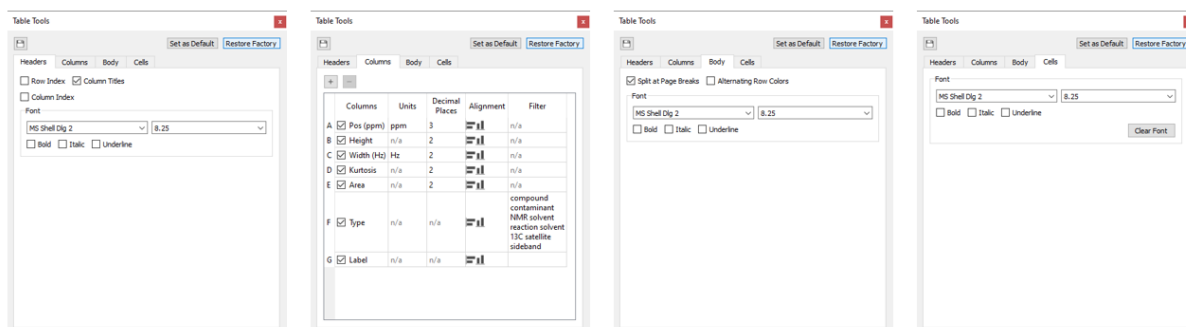 Table Tools
x
Set as Default Restore Factory
Headers Columns Body Cells
Row Index Column Titles
Column Index
Font
MS Shell Dlg 2 8.25
Bold Italic Underline
Table Tools
x
Set as Default Restore Factory
Headers Columns Body Cells
+ −
Columns Units Decimal Places Alignment Filter
A Pos (ppm) ppm 3 n/a
B Height n/a 2 n/a
C Width (Hz) Hz 2 n/a
D Kurtosis n/a 2 n/a
E Area n/a 2 n/a
compound
contaminant
NMR solvent
F Type n/a n/a
reaction solvent
13C satellite
sideband
G Label n/a n/a
Table Tools
x
Set as Default Restore Factory
Headers Columns Body Cells
Split at Page Breaks Alternating Row Colors
Font
MS Shell Dlg 2 8.25
Bold Italic Underline
Table Tools
x
Set as Default Restore Factory
Headers Columns Body Cells
Font
MS Shell Dlg 2 8.25
Bold Italic Underline
Clear Font